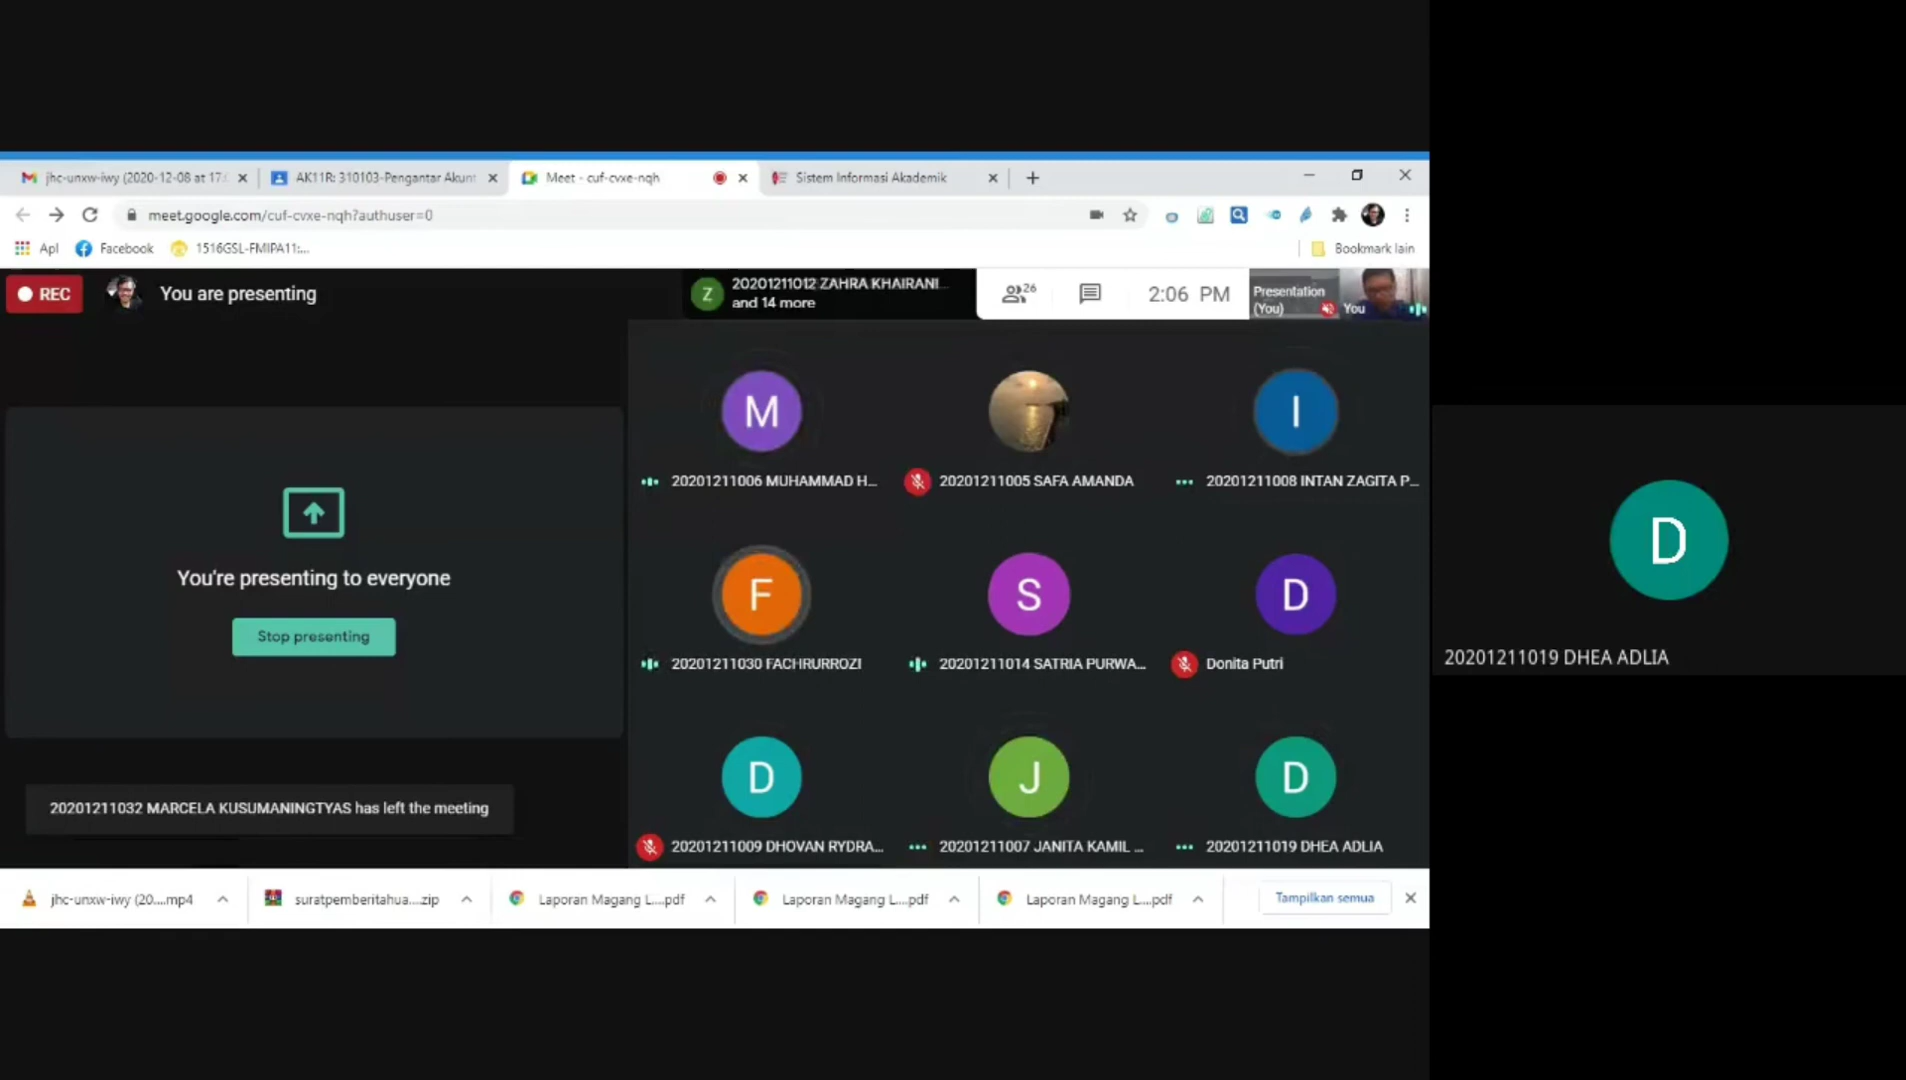 jhc-unxw-iwy (2020-12-08 at 17:
AK11R: 310103-Pengantar Akunt
Meet - cuf-cvxe-nqh
Sistem Informasi Akademik
meet.google.com/cuf-cvxe-nqh?authuser=0
Apl
Facebook
1516GSL-FMIPA11:...
Bookmark lain
REC
You are presenting
Z
20201211012 ZAHRA KHAIRANI...
and 14 more
26
2:06 PM
Presentation
(You)
You
M
I
20201211006 MUHAMMAD H...
20201211005 SAFA AMANDA
20201211008 INTAN ZAGITA P...
You're presenting to everyone
Stop presenting
F
S
D
20201211030 FACHRURROZI
20201211014 SATRIA PURWA...
Donita Putri
D
20201211019 DHEA ADLIA
D
J
D
20201211032 MARCELA KUSUMANINGTYAS has left the meeting
20201211009 DHOVAN RYDRA...
20201211007 JANITA KAMIL ...
20201211019 DHEA ADLIA
jhc-unxw-iwy (20....mp4
suratpemberitahua....zip
Laporan Magang L....pdf
Laporan Magang L....pdf
Laporan Magang L....pdf
Tampilkan semua